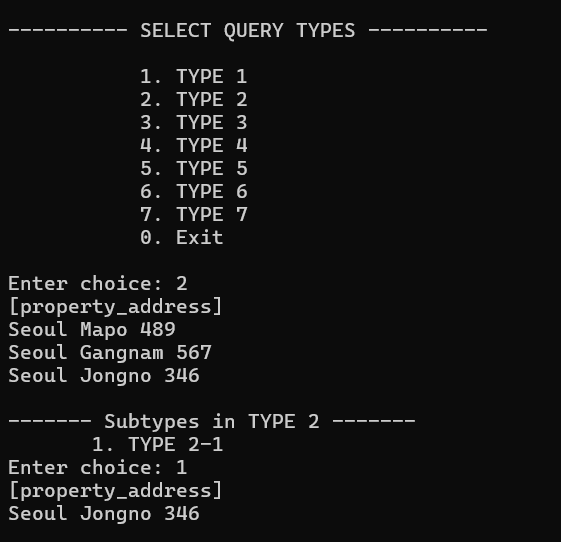 ---------- SELECT QUERY TYPES ----------
1. TYPE 1
2. TYPE 2
3. TYPE 3
4. TYPE 4
5. TYPE 5
6. TYPE 6
7. TYPE 7
0. Exit
Enter choice: 2
[property_address]
Seoul Mapo 489
Seoul Gangnam 567
Seoul Jongno 346
------- Subtypes in TYPE 2 -------
1. TYPE 2-1
Enter choice: 1
[property_address]
Seoul Jongno 346